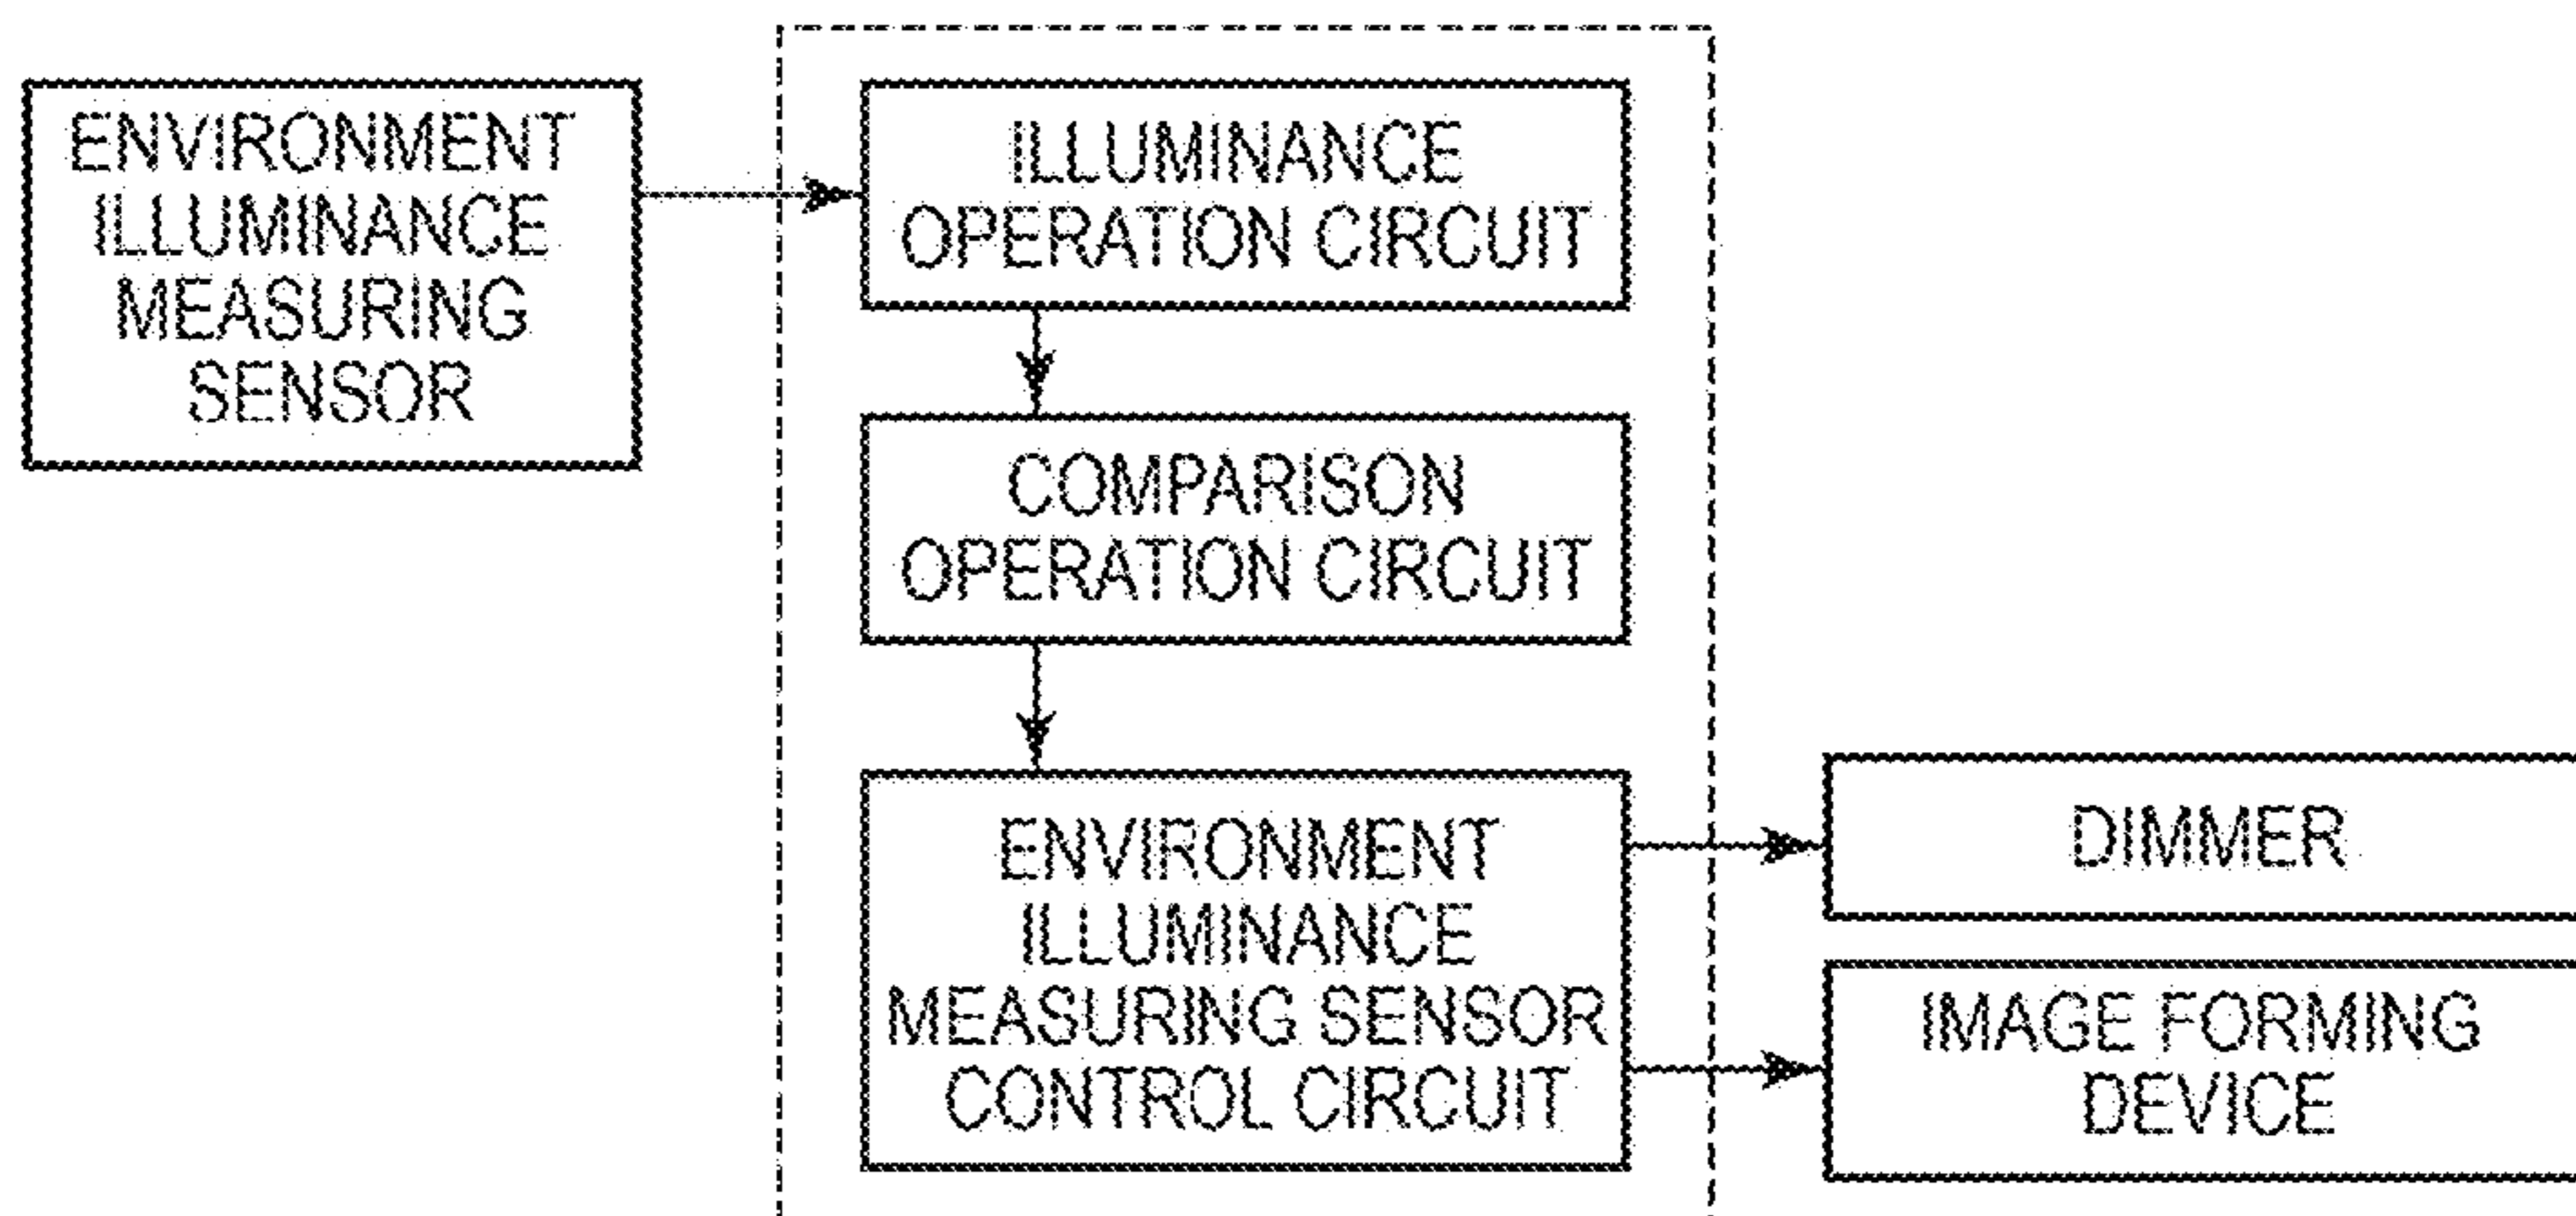 ENVIRONMENT
ILLUMINANCE
MEASURING
SENSOR
ILLUMINANCE
OPERATION CIRCUIT
COMPARISON
OPERATION CIRCUIT
ENVIRONMENT
ILLUMINANCE
MEASURING SENSOR
CONTROL CIRCUIT
DIMMER
IMAGE FORMING
DEVICE